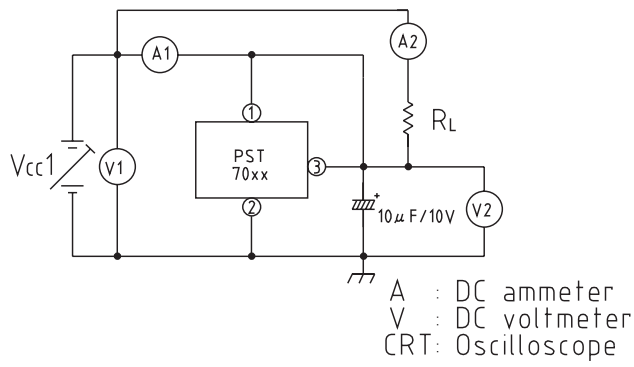 A1
A2
1
RL
Vcc1
V1
PST
70xx
3
2
+
10μF/10V
V2
A : DC ammeter
V : DC voltmeter
CRT: Oscilloscope